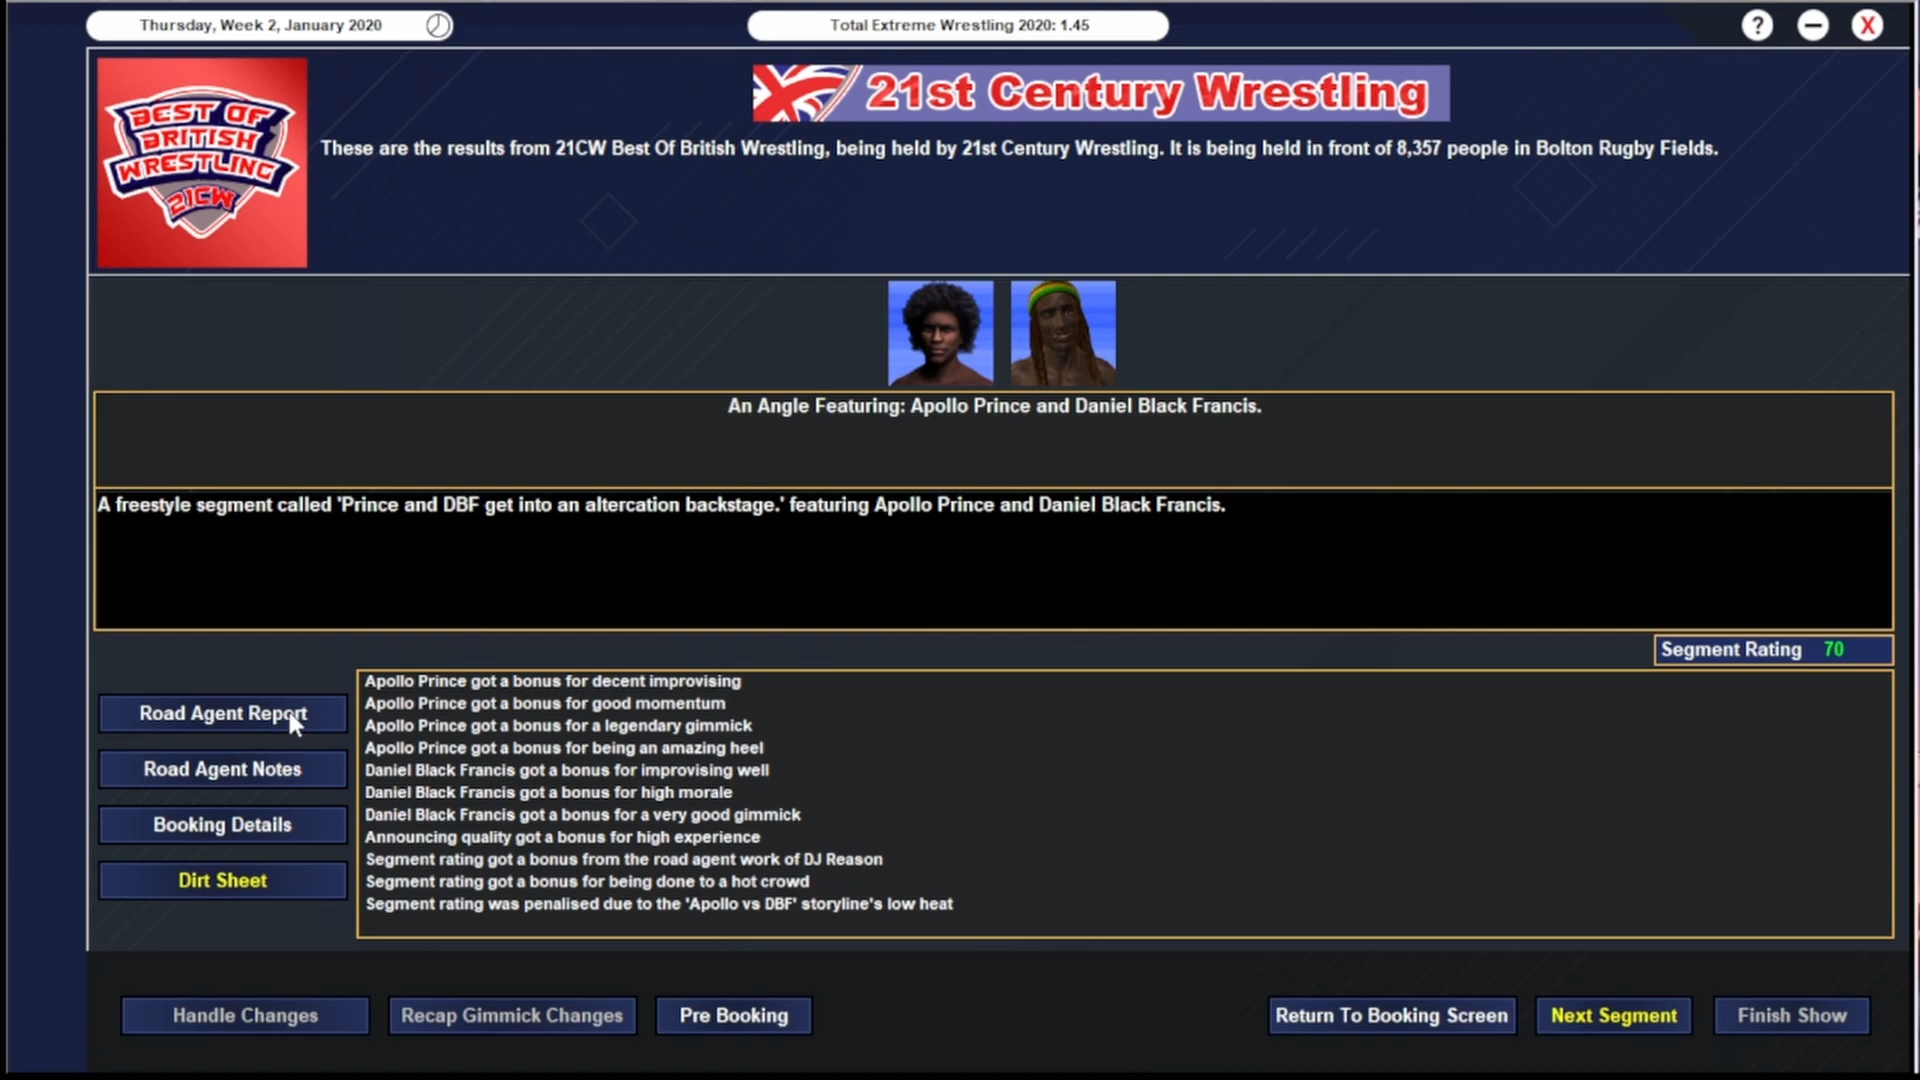 Thursday, Week 2, January 2020
Total Extreme Wrestling 2020: 1.45
?
X
BEST OF
BRITISH
WRESTLING
21CW
21st Century Wrestling
These are the results from 21CW Best Of British Wrestling, being held by 21st Century Wrestling. It is being held in front of 8,357 people in Bolton Rugby Fields.
An Angle Featuring: Apollo Prince and Daniel Black Francis.
A freestyle segment called 'Prince and DBF get into an altercation backstage.' featuring Apollo Prince and Daniel Black Francis.
Segment Rating 70
Road Agent Report
Road Agent Notes
Booking Details
Dirt Sheet
Apollo Prince got a bonus for decent improvising
Apollo Prince got a bonus for good momentum
Apollo Prince got a bonus for a legendary gimmick
Apollo Prince got a bonus for being an amazing heel
Daniel Black Francis got a bonus for improvising well
Daniel Black Francis got a bonus for high morale
Daniel Black Francis got a bonus for a very good gimmick
Announcing quality got a bonus for high experience
Segment rating got a bonus from the road agent work of DJ Reason
Segment rating got a bonus for being done to a hot crowd
Segment rating was penalised due to the 'Apollo vs DBF' storyline's low heat
Handle Changes
Recap Gimmick Changes
Pre Booking
Return To Booking Screen
Next Segment
Finish Show